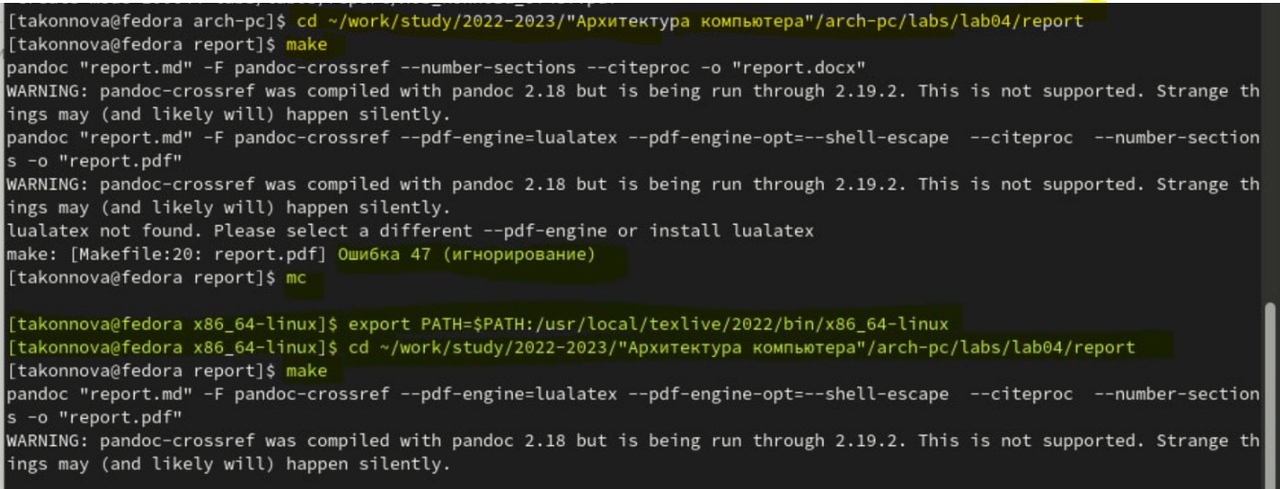 [takonnova@fedora arch-pc]$ cd ~/work/study/2022-2023/"Архитектура компьютера"/arch-pc/labs/lab04/report
[takonnova@fedora report]$ make
pandoc "report.md" -F pandoc-crossref --number-sections --citeproc -o "report.docx"
WARNING: pandoc-crossref was compiled with pandoc 2.18 but is being run through 2.19.2. This is not supported. Strange th
ings may (and likely will) happen silently.
pandoc "report.md" -F pandoc-crossref --pdf-engine=lualatex --pdf-engine-opt=--shell-escape  --citeproc  --number-section
s -o "report.pdf"
WARNING: pandoc-crossref was compiled with pandoc 2.18 but is being run through 2.19.2. This is not supported. Strange th
ings may (and likely will) happen silently.
lualatex not found. Please select a different --pdf-engine or install lualatex
make: [Makefile:20: report.pdf] Ошибка 47 (игнорирование)
[takonnova@fedora report]$ mc
[takonnova@fedora x86_64-linux]$ export PATH=$PATH:/usr/local/texlive/2022/bin/x86_64-linux
[takonnova@fedora x86_64-linux]$ cd ~/work/study/2022-2023/"Архитектура компьютера"/arch-pc/labs/lab04/report
[takonnova@fedora report]$ make
pandoc "report.md" -F pandoc-crossref --pdf-engine=lualatex --pdf-engine-opt=--shell-escape  --citeproc  --number-section
s -o "report.pdf"
WARNING: pandoc-crossref was compiled with pandoc 2.18 but is being run through 2.19.2. This is not supported. Strange th
ings may (and likely will) happen silently.